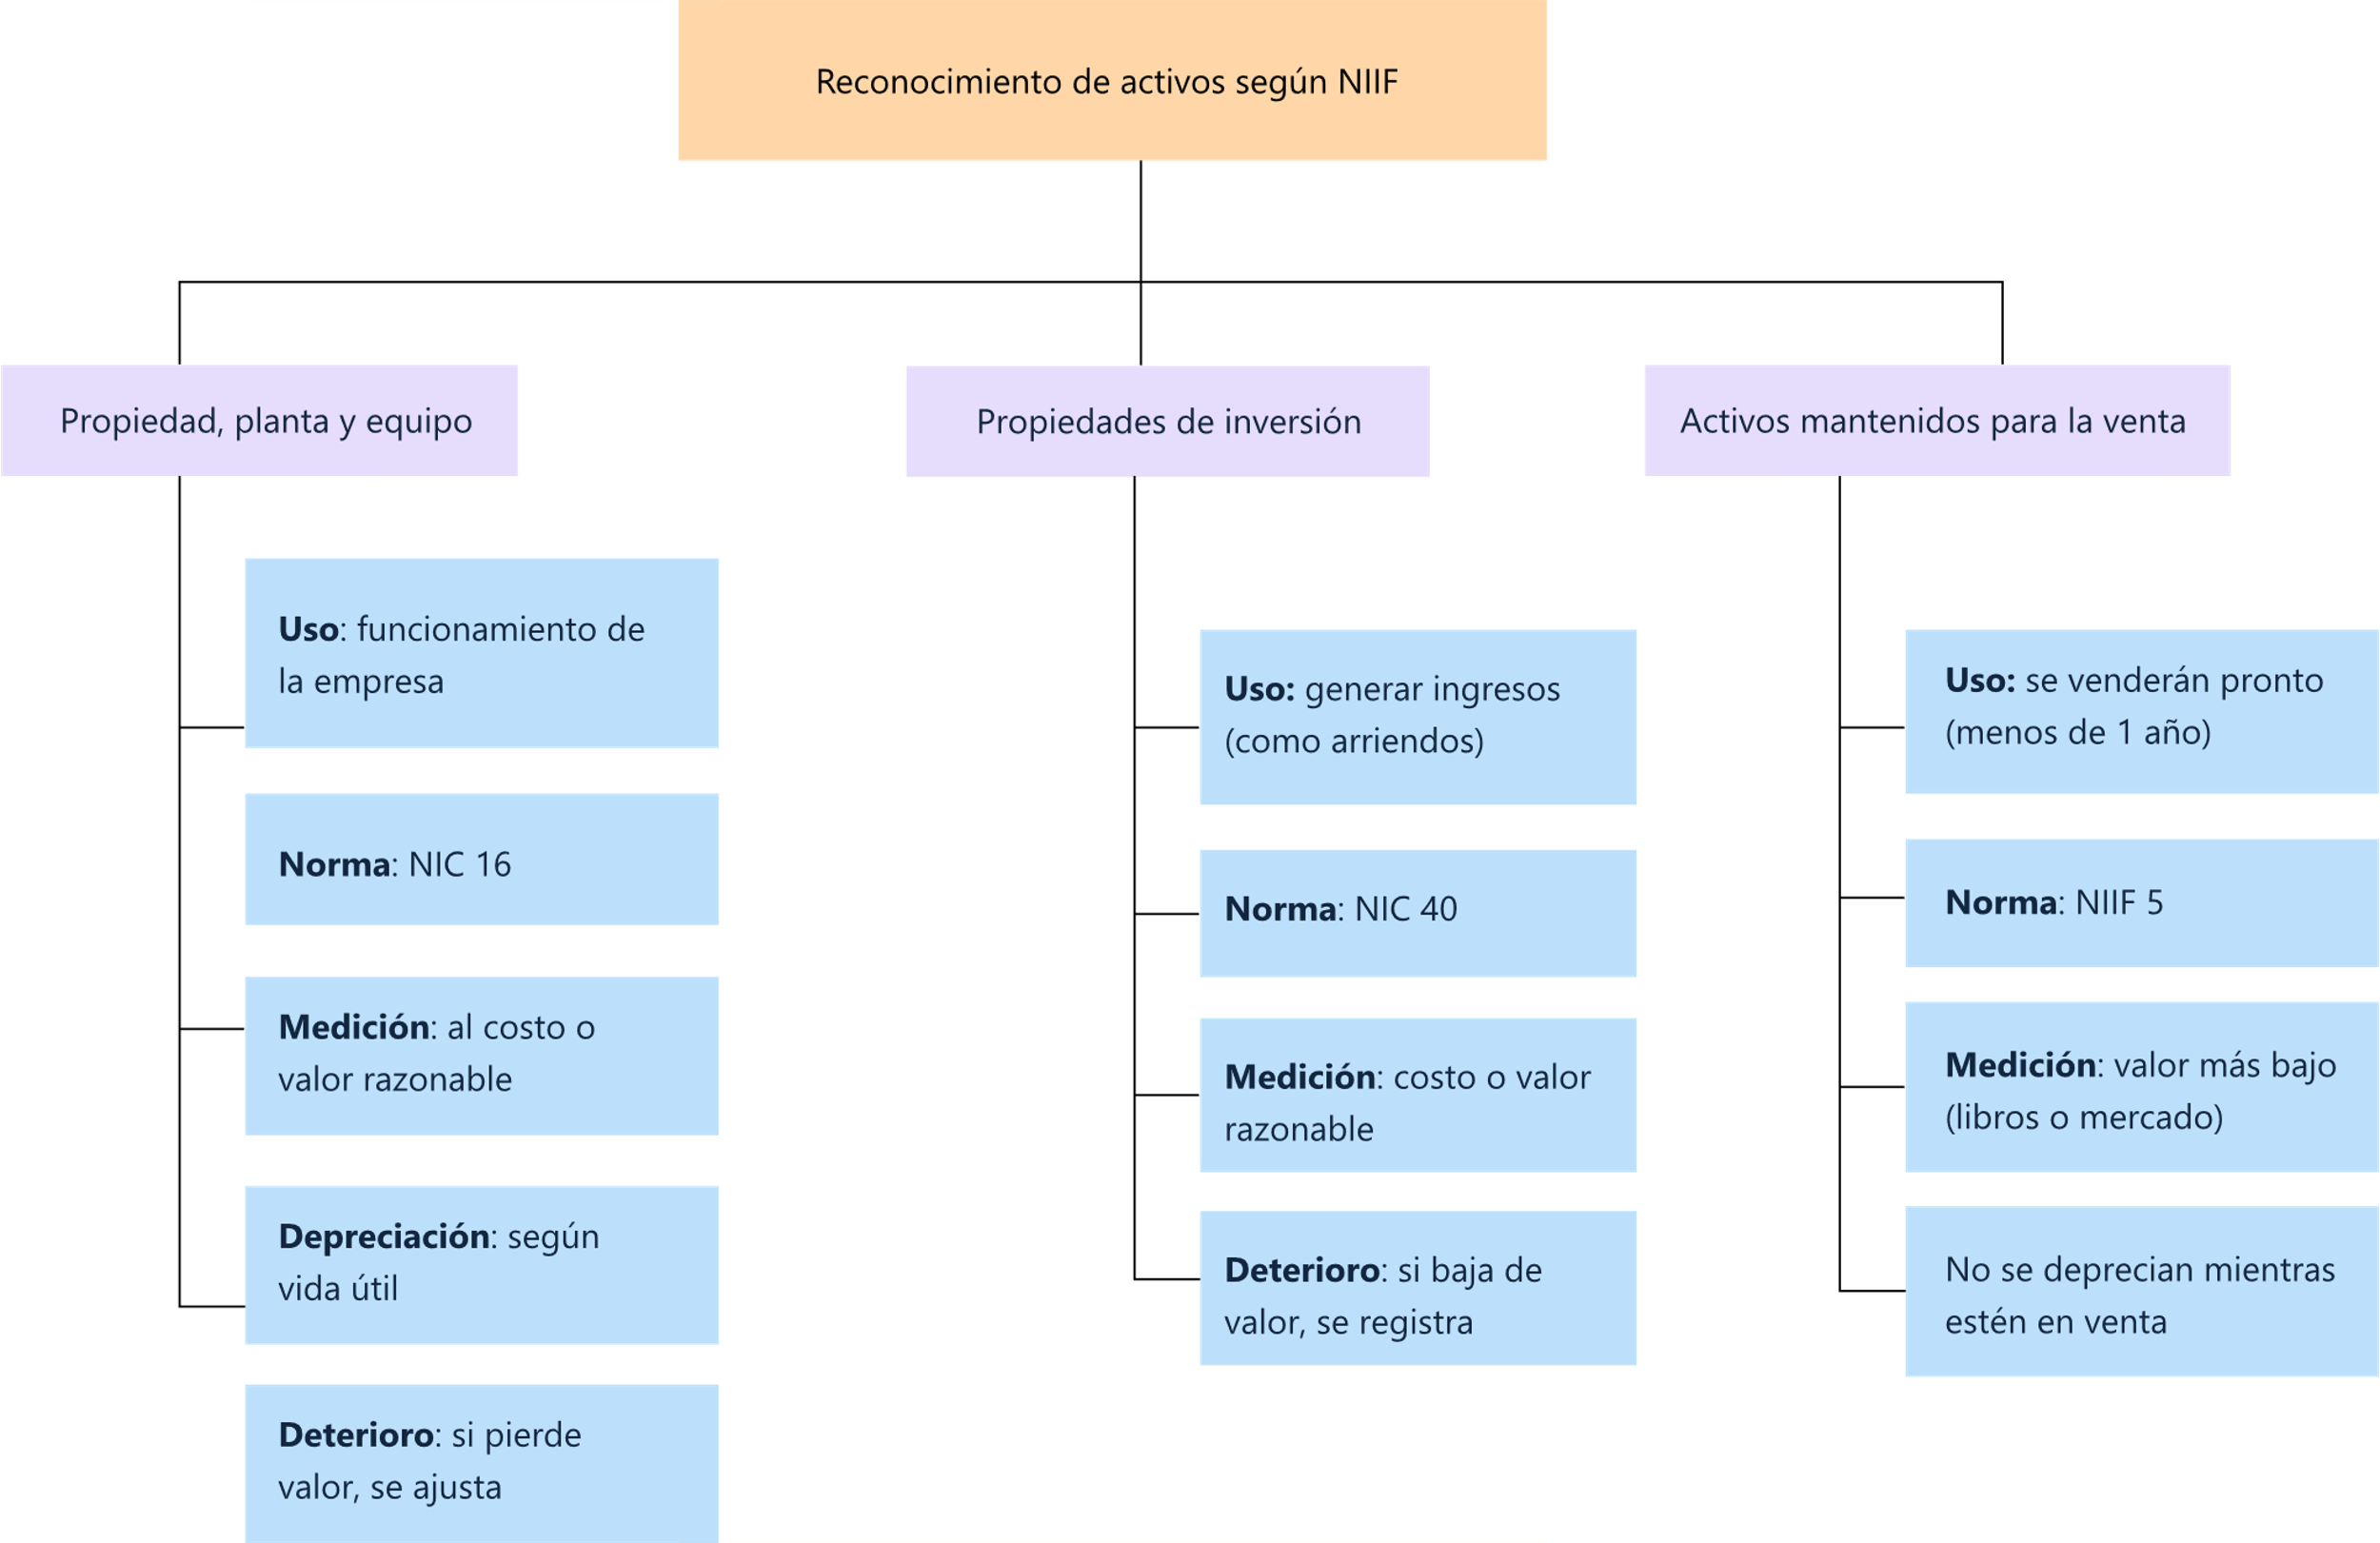 Reconocimiento de activos según NIIF
Propiedad, planta y equipo
Uso: funcionamiento de
la empresa
Norma: NIC 16
Medición: al costo o
valor razonable
Depreciación: según
vida útil
Deterioro: si pierde
valor, se ajusta
Propiedades de inversión
Uso: generar ingresos
(como arriendos)
Norma: NIC 40
Medición: costo o valor
razonable
Deterioro: si baja de
valor, se registra
Activos mantenidos para la venta
Uso: se venderán pronto
(menos de 1 año)
Norma: NIIF 5
Medición: valor más bajo
(libros o mercado)
No se deprecian mientras
estén en venta